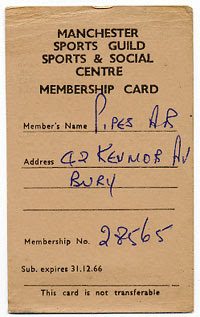 MANCHESTER
SPORTS GUILD
SPORTS & SOCIAL
CENTRE
MEMBERSHIP CARD
Member's Name PIPES AR
Address 42 KENMOR AV
BURY
Membership No. 28565
Sub. expires 31.12.66
This card is not transferable